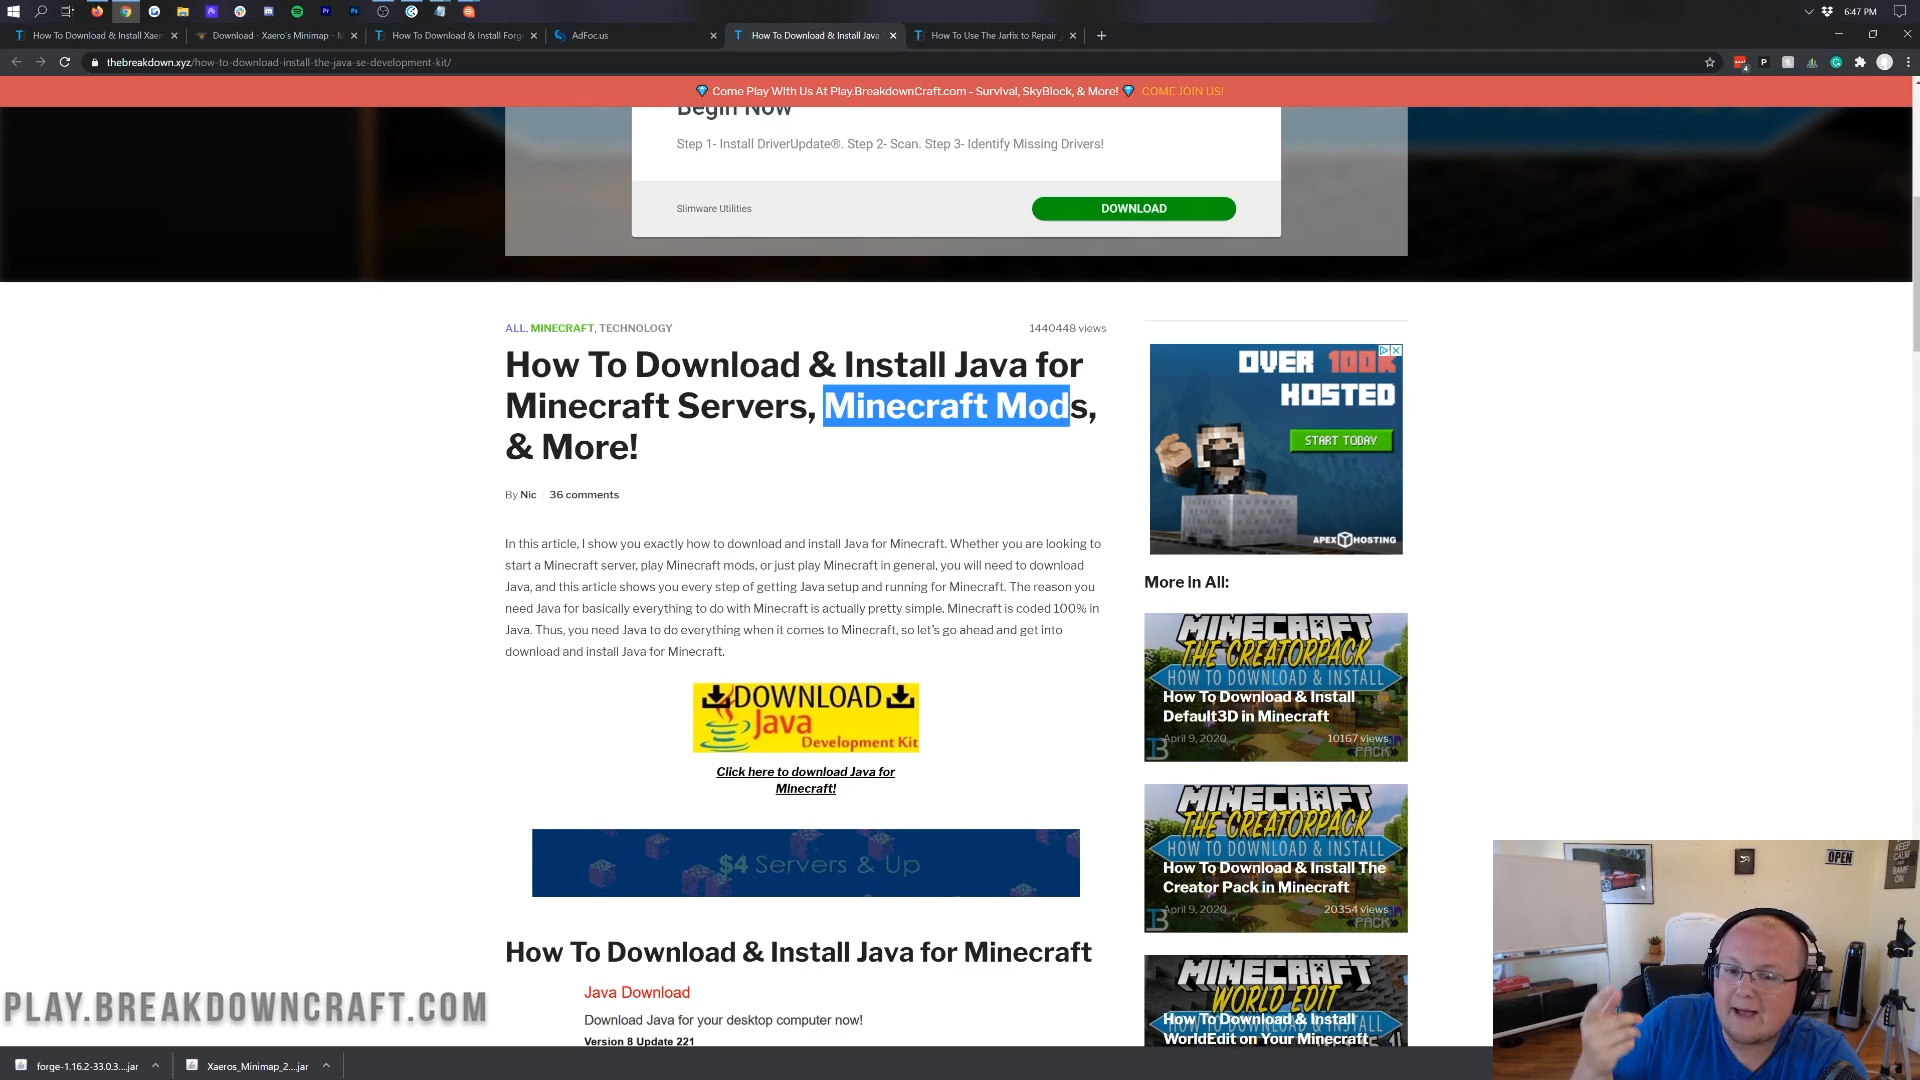 6:47 PM
How To Download & Install Xaer
Download - Xaero's Minimap - M
How To Download & Install Forg
AdFoc.us
How To Download & Install Java
How To Use The Jarfix to Repair J
thebreakdown.xyz/how-to-download-install-the-java-se-development-kit/
Come Play With Us At Play.BreakdownCraft.com - Survival, SkyBlock, & More! COME JOIN US!
Begin Now
Step 1- Install DriverUpdate®. Step 2- Scan. Step 3- Identify Missing Drivers!
Slimware Utilities
DOWNLOAD
ALL, MINECRAFT, TECHNOLOGY
1440448 views
How To Download & Install Java for
Minecraft Servers, Minecraft Mods,
& More!
By Nic / 36 comments
In this article, I show you exactly how to download and install Java for Minecraft. Whether you are looking to
start a Minecraft server, play Minecraft mods, or just play Minecraft in general, you will need to download
Java, and this article shows you every step of getting Java setup and running for Minecraft. The reason you
need Java for basically everything to do with Minecraft is actually pretty simple. Minecraft is coded 100% in
Java. Thus, you need Java to do everything when it comes to Minecraft, so let's go ahead and get into
download and install Java for Minecraft.
DOWNLOAD
Java
Development Kit
Click here to download Java for
Minecraft!
$4 Servers & Up
How To Download & Install Java for Minecraft
Java Download
Download Java for your desktop computer now!
Version 8 Update 221
OVER 100K
HOSTED
START TODAY
APEX HOSTING
More in All:
MINECRAFT
THE CREATORPACK
HOW TO DOWNLOAD & INSTALL
How To Download & Install
Default3D in Minecraft
April 9, 2020
10167 views
PACK
MINECRAFT
THE CREATORPACK
HOW TO DOWNLOAD & INSTALL
How To Download & Install The
Creator Pack in Minecraft
April 9, 2020
20354 views
PACK
MINECRAFT
WORLD EDIT
HOW TO DOWNLOAD & INSTALL
How To Download & Install
WorldEdit on Your Minecraft
OPEN
KEEP
CALM
AND
BAMF
ON
PLAY.BREAKDOWNCRAFT.COM
forge-1.16.2-33.0.3....jar
Xaeros_Minimap_2....jar